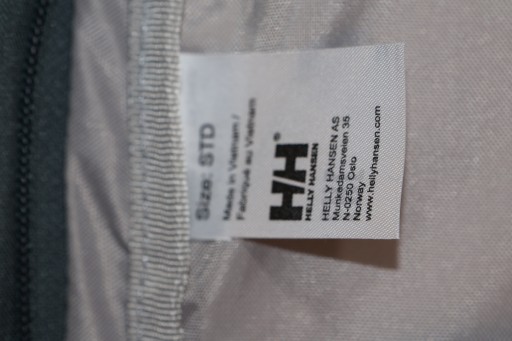 Size: STD
Made in Vietnam /
Fabriqué au Vietnam
HH®
HELLY HANSEN
HELLY HANSEN AS
Munkedamsveien 35
N-0250 Oslo
Norway
www.hellyhansen.com